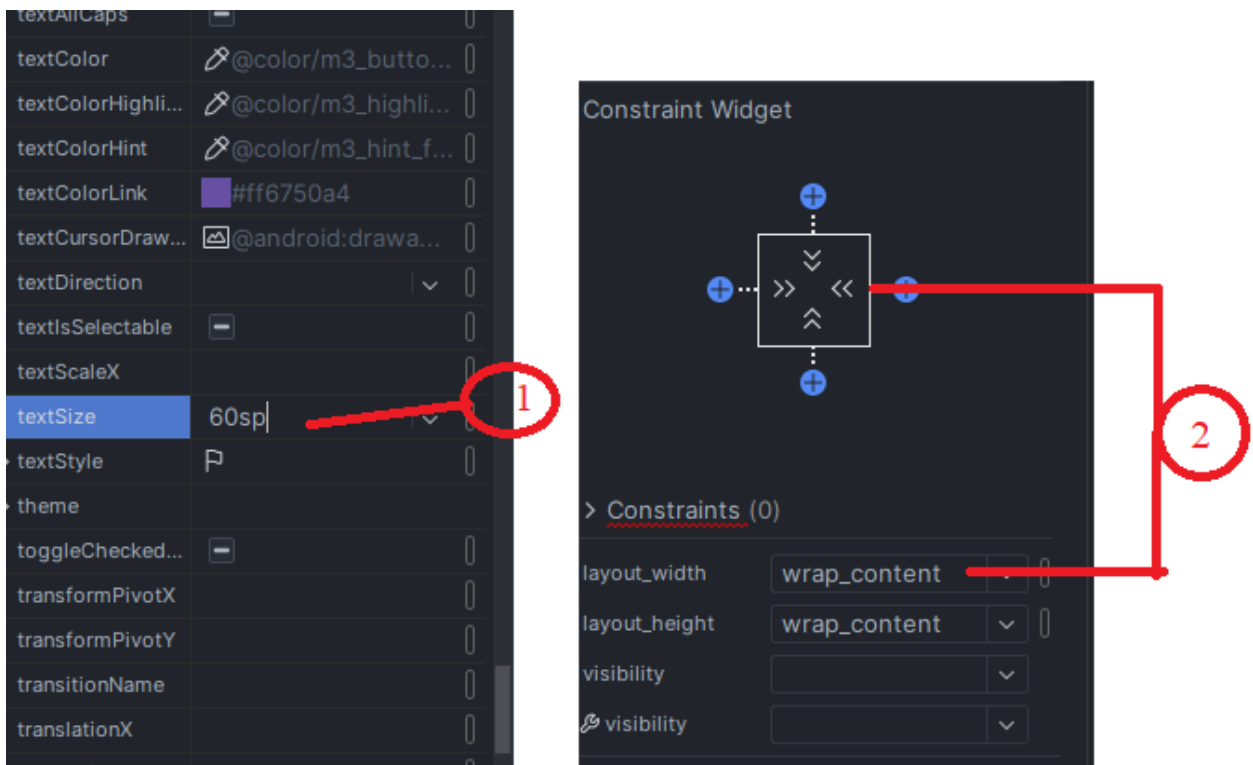 textAllCaps
textColor @color/m3_butto...
textColorHighli... @color/m3_highli...
textColorHint @color/m3_hint_f...
textColorLink #ff6750a4
textCursorDraw... @android:drawa...
textDirection
textIsSelectable
textScaleX
textSize 60sp
textStyle
theme
toggleChecked...
transformPivotX
transformPivotY
transitionName
translationX
1
Constraint Widget
Constraints (0)
layout_width wrap_content
layout_height wrap_content
visibility
visibility
2